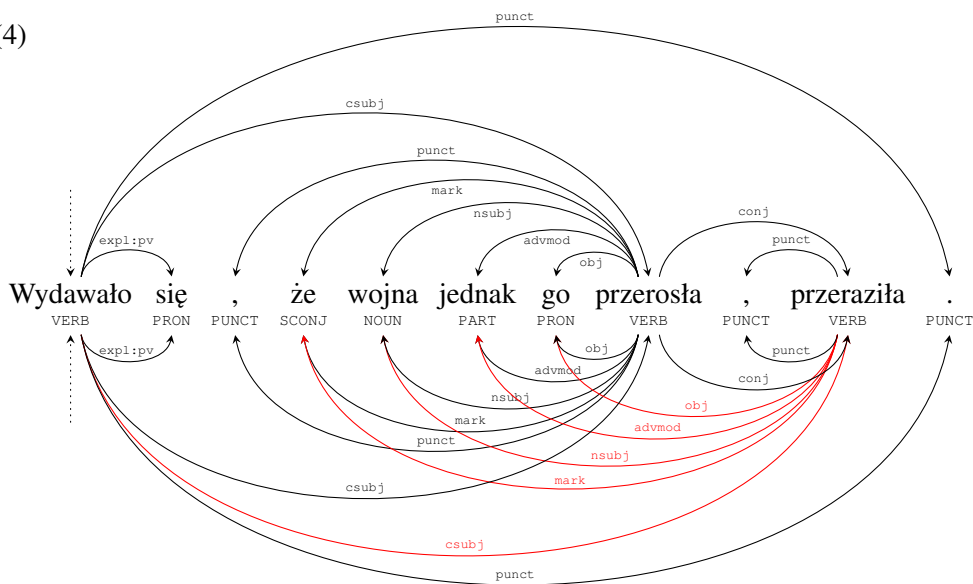 (4)
punct
csubj
punct
mark
nsubj
conj
expl:pv
advmod
punct
obj
Wydawało się , że wojna jednak go przerosła , przeraziła .
VERB PRON PUNCT SCONJ NOUN PART PRON VERB PUNCT VERB PUNCT
expl:pv
obj
punct
advmod
conj
nsubj
obj
mark
advmod
punct
nsubj
mark
csubj
csubj
punct